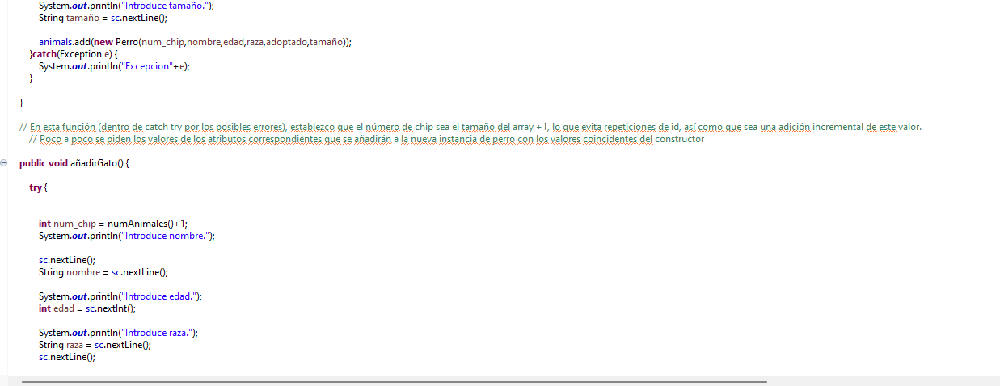 System.out.println("Introduce tamaño.");
String tamaño = sc.nextLine();
animals.add(new Perro(num_chip,nombre,edad,raza,adoptado,tamaño));
}catch(Exception e) {
System.out.println("Excepcion"+e);
}
}
// En esta función (dentro de catch try por los posibles errores), establezco que el número de chip sea el tamaño del array +1, lo que evita repeticiones de id, así como que sea una adición incremental de este valor.
// Poco a poco se piden los valores de los atributos correspondientes que se añadirán a la nueva instancia de perro con los valores coincidentes del constructor
public void añadirGato() {
try {
int num_chip = numAnimales()+1;
System.out.println("Introduce nombre.");
sc.nextLine();
String nombre = sc.nextLine();
System.out.println("Introduce edad.");
int edad = sc.nextInt();
System.out.println("Introduce raza.");
String raza = sc.nextLine();
sc.nextLine();